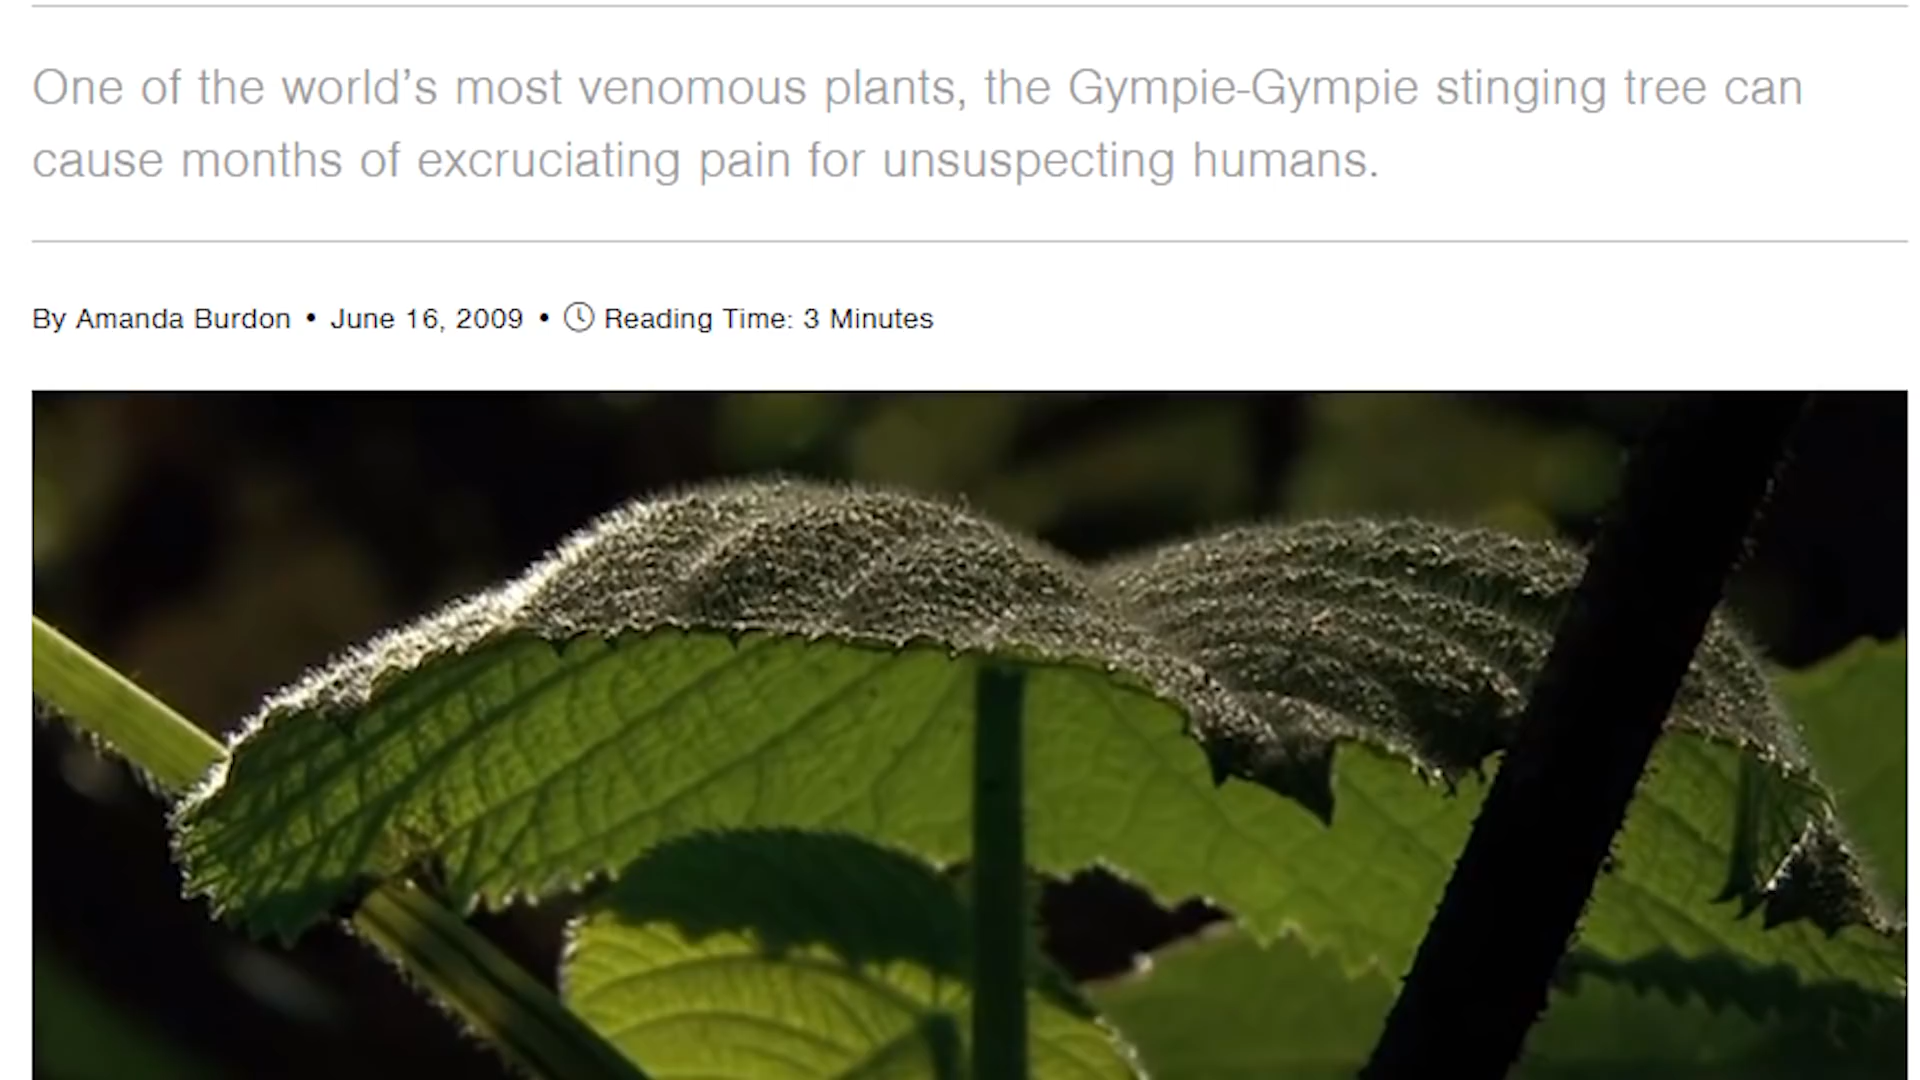 One of the world’s most venomous plants, the Gympie-Gympie stinging tree can
cause months of excruciating pain for unsuspecting humans.
By Amanda Burdon • June 16, 2009 • Reading Time: 3 Minutes